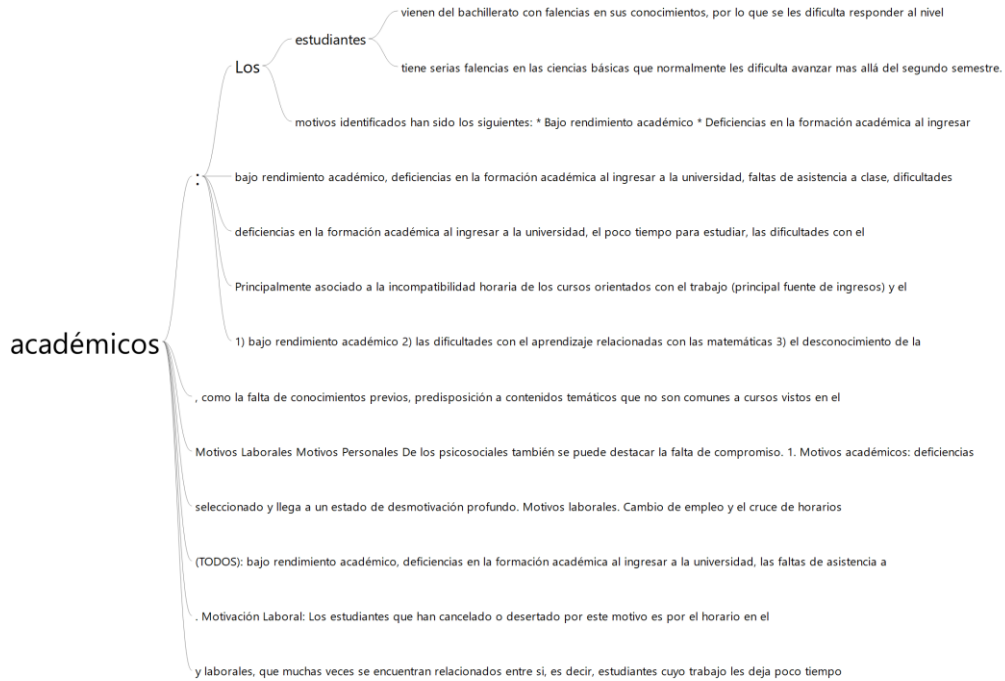 vienen del bachillerato con falencias en sus conocimientos, por lo que se les dificulta responder al nivel
estudiantes
Los
tiene serias falencias en las ciencias básicas que normalmente les dificulta avanzar mas allá del segundo semestre.
motivos identificados han sido los siguientes: * Bajo rendimiento académico * Deficiencias en la formación académica al ingresar
:
bajo rendimiento académico, deficiencias en la formación académica al ingresar a la universidad, faltas de asistencia a clase, dificultades
deficiencias en la formación académica al ingresar a la universidad, el poco tiempo para estudiar, las dificultades con el
Principalmente asociado a la incompatibilidad horaria de los cursos orientados con el trabajo (principal fuente de ingresos) y el
académicos
1) bajo rendimiento académico 2) las dificultades con el aprendizaje relacionadas con las matemáticas 3) el desconocimiento de la
, como la falta de conocimientos previos, predisposición a contenidos temáticos que no son comunes a cursos vistos en el
Motivos Laborales Motivos Personales De los psicosociales también se puede destacar la falta de compromiso. 1. Motivos académicos: deficiencias
seleccionado y llega a un estado de desmotivación profundo. Motivos laborales. Cambio de empleo y el cruce de horarios
(TODOS): bajo rendimiento académico, deficiencias en la formación académica al ingresar a la universidad, las faltas de asistencia a
. Motivación Laboral: Los estudiantes que han cancelado o desertado por este motivo es por el horario en el
y laborales, que muchas veces se encuentran relacionados entre si, es decir, estudiantes cuyo trabajo les deja poco tiempo